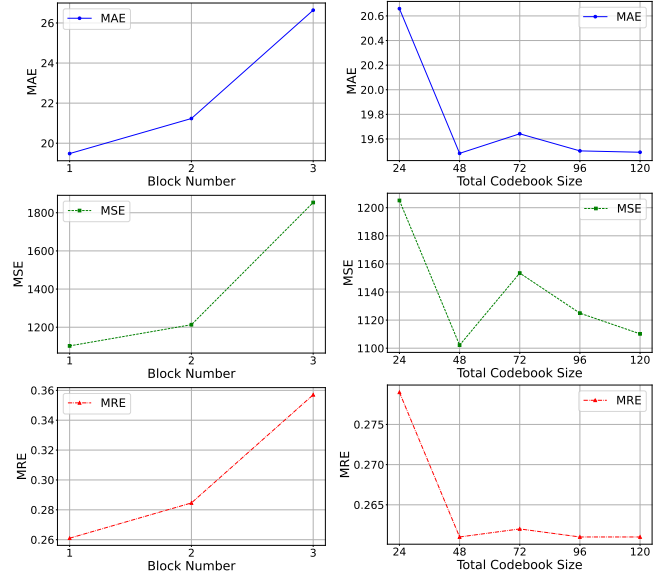 MAE
26
24
22
20
MAE
1 2 3
Block Number
MAE
20.6
20.4
20.2
20.0
19.8
19.6
MAE
24 48 72 96 120
Total Codebook Size
MSE
1800
1600
1400
1200
MSE
1 2 3
Block Number
MSE
1200
1180
1160
1140
1120
1100
MSE
24 48 72 96 120
Total Codebook Size
MRE
0.36
0.34
0.32
0.30
0.28
0.26
MRE
1 2 3
Block Number
MRE
0.275
0.270
0.265
MRE
24 48 72 96 120
Total Codebook Size